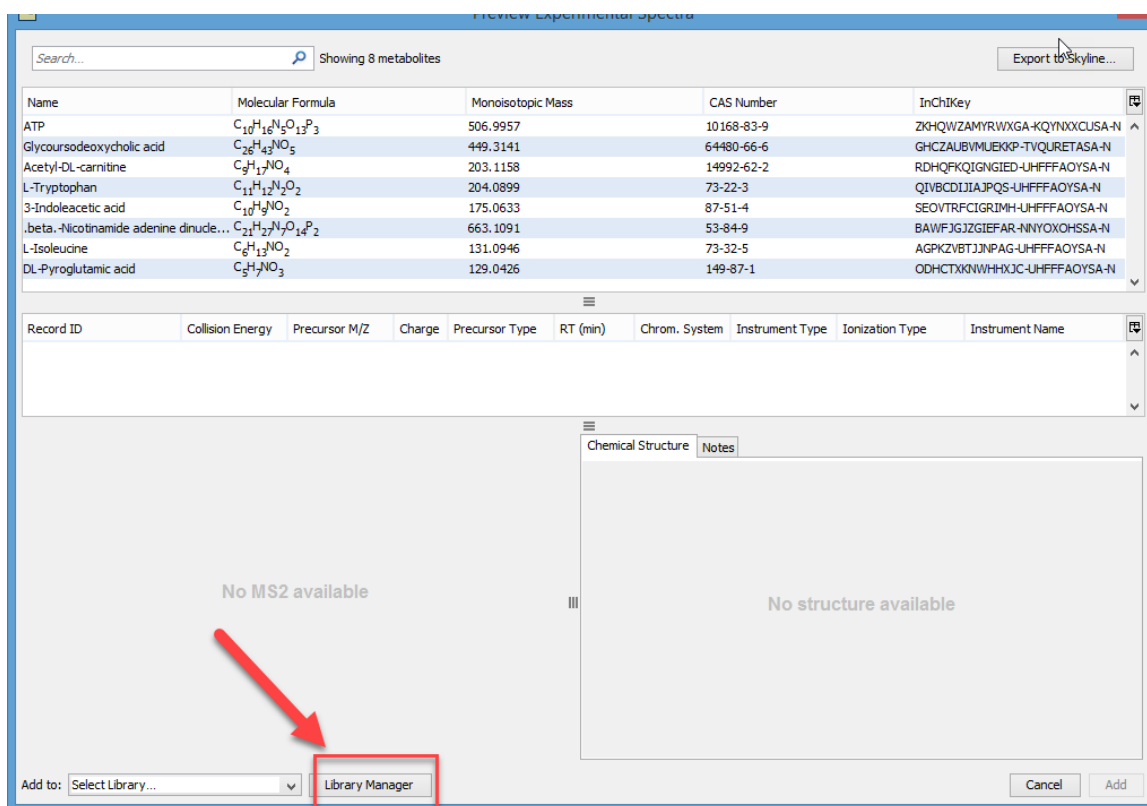 Preview Experimental Spectra
Search... Showing 8 metabolites Export to Skyline...
Name Molecular Formula Monoisotopic Mass CAS Number InChIKey
ATP C10H16N5O13P3 506.9957 10168-83-9 ZKHQWZAMYRWXGA-KQYNXXCUSA-N
Glycoursodeoxycholic acid C26H43NO5 449.3141 64480-66-6 GHCZAUBVMUEKKP-TVQURETASA-N
Acetyl-DL-carnitine C9H17NO4 203.1158 14992-62-2 RDHQFKQIGNGIED-UHFFFAOYSA-N
L-Tryptophan C11H12N2O2 204.0899 73-22-3 QIVBCDIJIAJPQS-UHFFFAOYSA-N
3-Indoleacetic acid C10H9NO2 175.0633 87-51-4 SEOVTRFCIGRIMH-UHFFFAOYSA-N
.beta.-Nicotinamide adenine dinucle... C21H27N7O14P2 663.1091 53-84-9 BAWFJGJZGIEFAR-NNYOXOHSSA-N
L-Isoleucine C6H13NO2 131.0946 73-32-5 AGPKZVBTJJNPAG-UHFFFAOYSA-N
DL-Pyroglutamic acid C5H7NO3 129.0426 149-87-1 ODHCTXKNWHHXJC-UHFFFAOYSA-N
Record ID Collision Energy Precursor M/Z Charge Precursor Type RT (min) Chrom. System Instrument Type Ionization Type Instrument Name
Chemical Structure Notes
No MS2 available
No structure available
Add to: Select Library... Library Manager Cancel Add